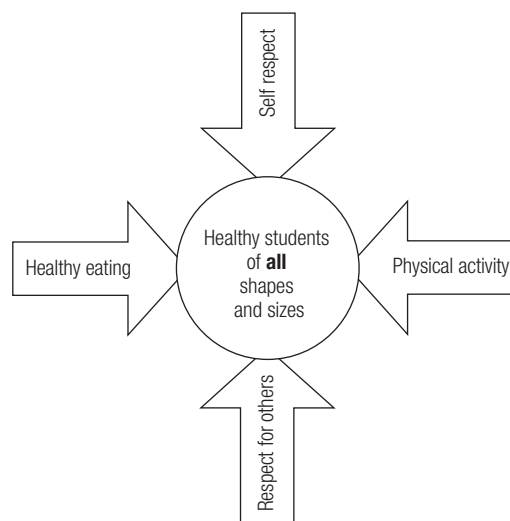 Self respect
Healthy eating
Healthy students
of all
shapes
and sizes
Physical activity
Respect for others